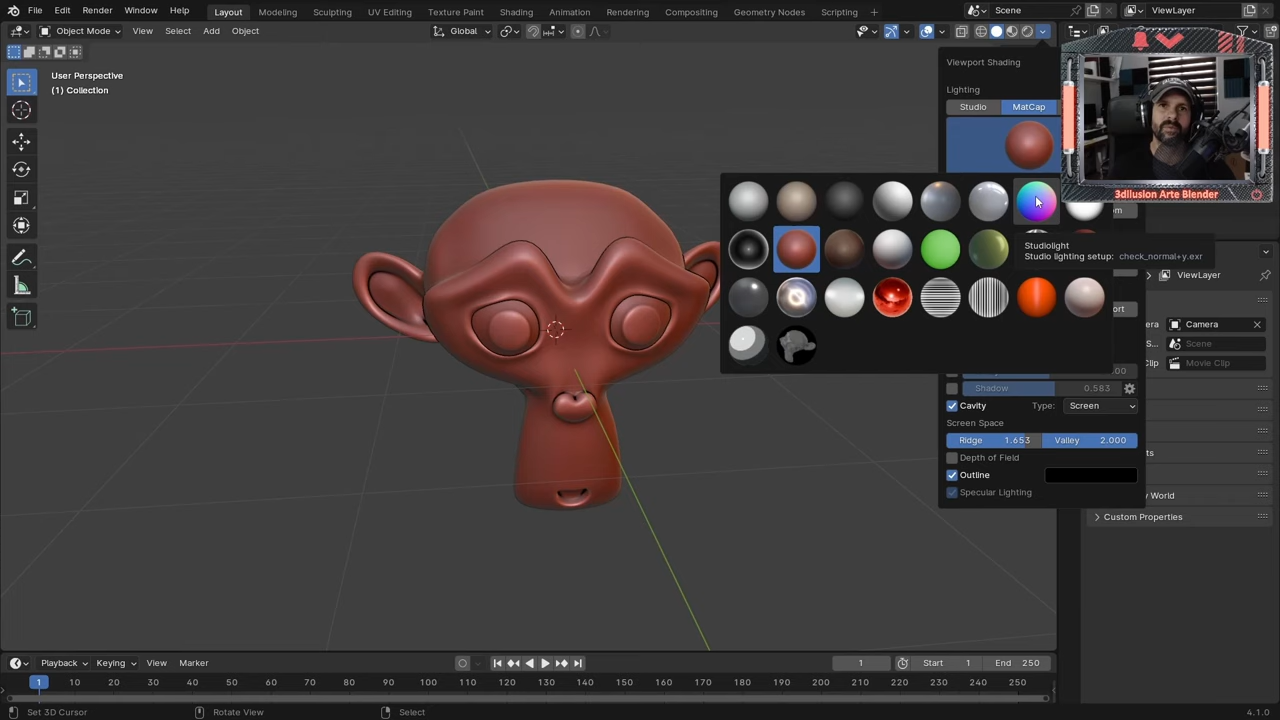 File Edit Render Window Help
Layout Modeling Sculpting UV Editing Texture Paint Shading Animation Rendering Compositing Geometry Nodes Scripting
Scene
ViewLayer
Object Mode View Select Add Object
Global
User Perspective
(1) Collection
Viewport Shading
Lighting
Studio MatCap
3dIlusion Arte Blender
Studiolight
Studio lighting setup: check_normal+y.exr
ViewLayer
Camera
Scene
Clip Movie Clip
Shadow 0.583
Cavity Type: Screen
Screen Space
Ridge 1.653 Valley 2.000
Depth of Field
Outline
Specular Lighting
World
Custom Properties
Playback Keying View Marker
1
Start 1
End 250
1 10 20 30 40 50 60 70 80 90 100 110 120 130 140 150 160 170 180 190 200 210 220 230 240 250
Set 3D Cursor Rotate View Select
4.1.0